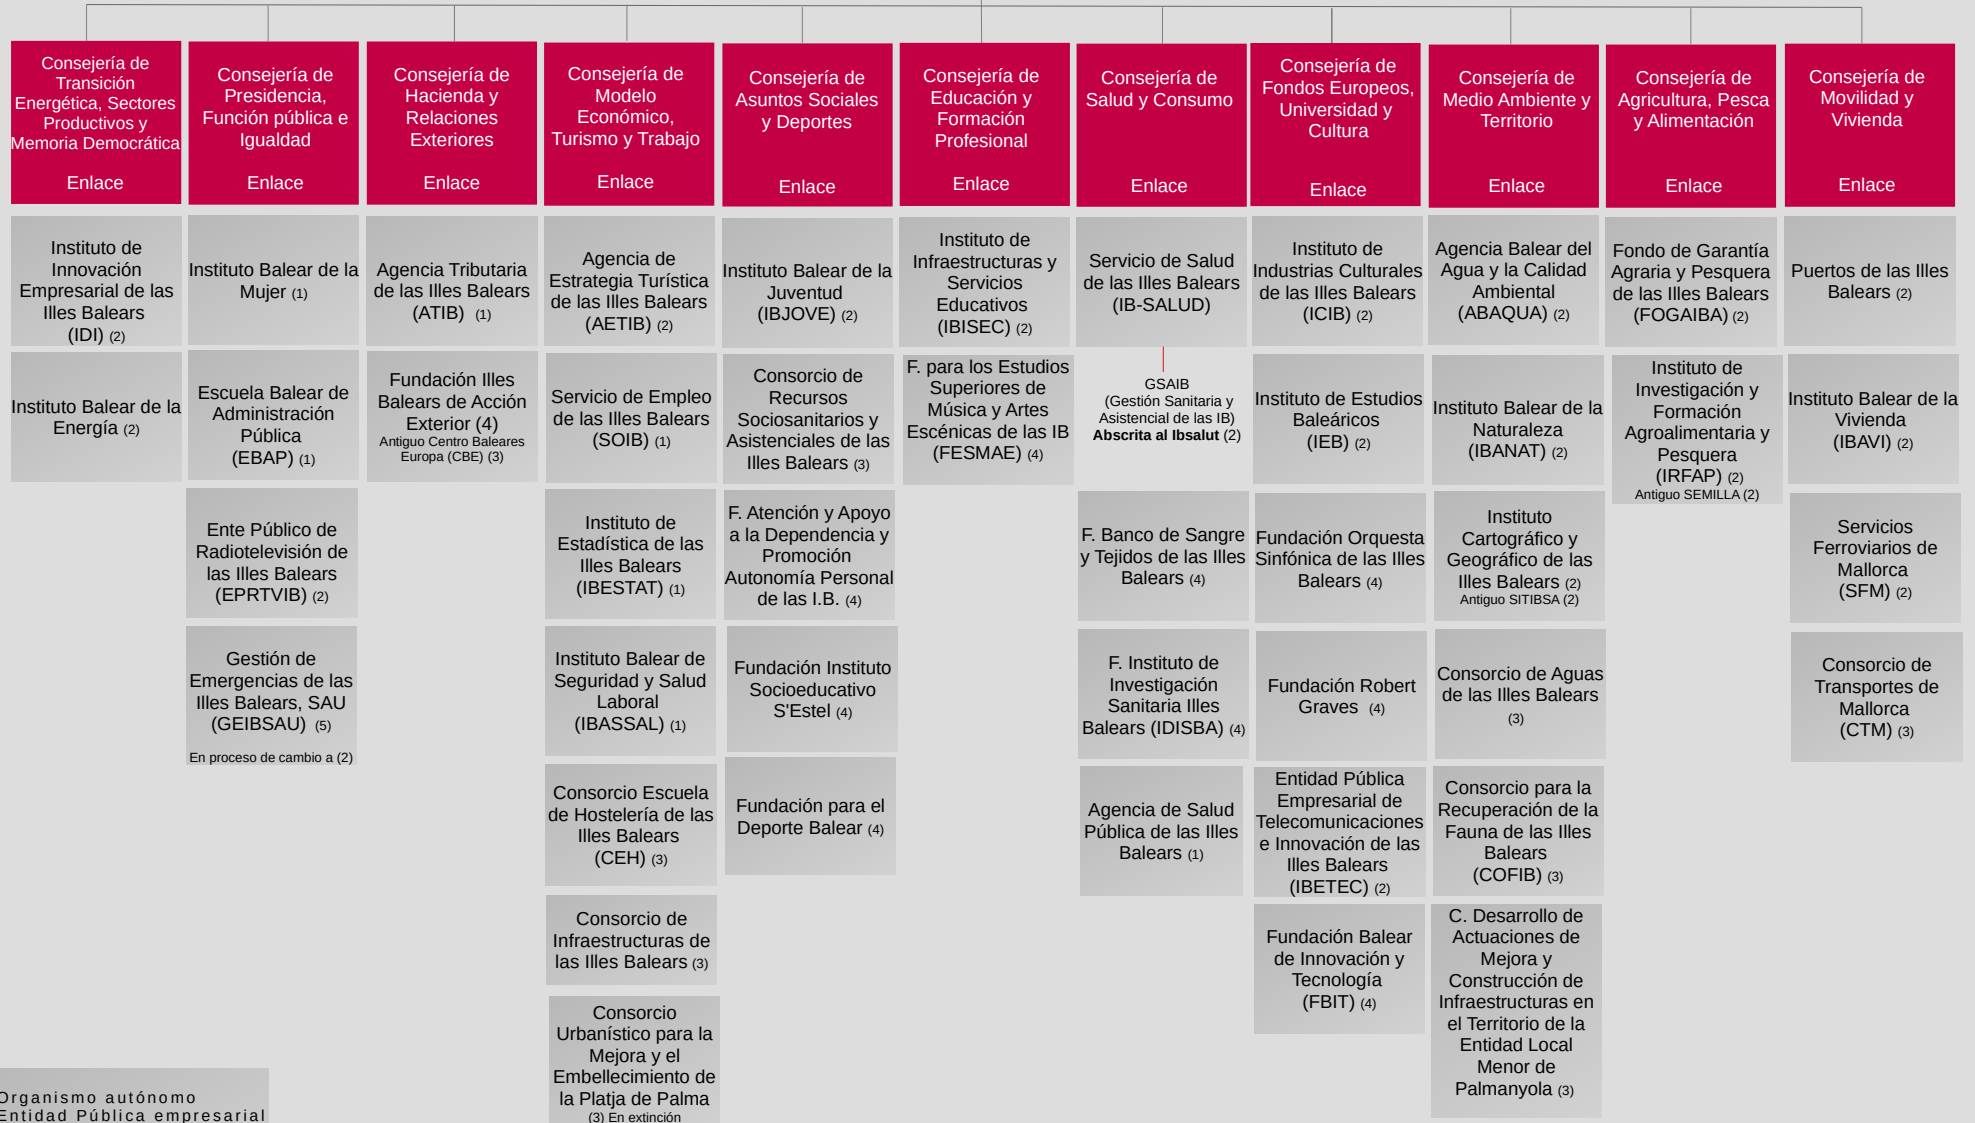 Consejería de
Transición
Energética, Sectores
Productivos y
Memoria Democrática
Enlace
Instituto de
Innovación
Empresarial de las
Illes Balears
(IDI) (2)
Instituto Balear de la
Energía (2)
Consejería de
Presidencia,
Función pública e
Igualdad
Enlace
Instituto Balear de la
Mujer (1)
Escuela Balear de
Administración
Pública
(EBAP) (1)
Ente Público de
Radiotelevisión de
las Illes Balears
(EPRTVIB) (2)
Gestión de
Emergencias de las
Illes Balears, SAU
(GEIBSAU) (5)
En proceso de cambio a (2)
Consejería de
Hacienda y
Relaciones
Exteriores
Enlace
Agencia Tributaria
de las Illes Balears
(ATIB) (1)
Fundación Illes
Balears de Acción
Exterior (4)
Antiguo Centro Baleares
Europa (CBE) (3)
Consejería de
Modelo
Económico,
Turismo y Trabajo
Enlace
Agencia de
Estrategia Turística
de las Illes Balears
(AETIB) (2)
Servicio de Empleo
de las Illes Balears
(SOIB) (1)
Instituto de
Estadística de las
Illes Balears
(IBESTAT) (1)
Instituto Balear de
Seguridad y Salud
Laboral
(IBASSAL) (1)
Consorcio Escuela
de Hostelería de las
Illes Balears
(CEH) (3)
Consorcio de
Infraestructuras de
las Illes Balears (3)
Consorcio
Urbanístico para la
Mejora y el
Embellecimiento de
la Platja de Palma
(3) En extinción
Consejería de
Asuntos Sociales
y Deportes
Enlace
Instituto Balear de la
Juventud
(IBJOVE) (2)
Consorcio de
Recursos
Sociosanitarios y
Asistenciales de las
Illes Balears (3)
F. Atención y Apoyo
a la Dependencia y
Promoción
Autonomía Personal
de las I.B. (4)
Fundación Instituto
Socioeducativo
S'Estel (4)
Fundación para el
Deporte Balear (4)
Consejería de
Educación y
Formación
Profesional
Enlace
Instituto de
Infraestructuras y
Servicios
Educativos
(IBISEC) (2)
F. para los Estudios
Superiores de
Música y Artes
Escénicas de las IB
(FESMAE) (4)
Consejería de
Salud y Consumo
Enlace
Servicio de Salud
de las Illes Balears
(IB-SALUD)
GSAIB
(Gestión Sanitaria y
Asistencial de las IB)
Abscrita al Ibsalut (2)
F. Banco de Sangre
y Tejidos de las Illes
Balears (4)
F. Instituto de
Investigación
Sanitaria Illes
Balears (IDISBA) (4)
Agencia de Salud
Pública de las Illes
Balears (1)
Consejería de
Fondos Europeos,
Universidad y
Cultura
Enlace
Instituto de
Industrias Culturales
de las Illes Balears
(ICIB) (2)
Instituto de Estudios
Baleáricos
(IEB) (2)
Fundación Orquesta
Sinfónica de las Illes
Balears (4)
Fundación Robert
Graves (4)
Entidad Pública
Empresarial de
Telecomunicaciones
e Innovación de las
Illes Balears
(IBETEC) (2)
Fundación Balear
de Innovación y
Tecnología
(FBIT) (4)
Consejería de
Medio Ambiente y
Territorio
Enlace
Agencia Balear del
Agua y la Calidad
Ambiental
(ABAQUA) (2)
Instituto Balear de la
Naturaleza
(IBANAT) (2)
Instituto
Cartográfico y
Geográfico de las
Illes Balears (2)
Antiguo SITIBSA (2)
Consorcio de Aguas
de las Illes Balears
(3)
Consorcio para la
Recuperación de la
Fauna de las Illes
Balears
(COFIB) (3)
C. Desarrollo de
Actuaciones de
Mejora y
Construcción de
Infraestructuras en
el Territorio de la
Entidad Local
Menor de
Palmanyola (3)
Consejería de
Agricultura, Pesca
y Alimentación
Enlace
Fondo de Garantía
Agraria y Pesquera
de las Illes Balears
(FOGAIBA) (2)
Instituto de
Investigación y
Formación
Agroalimentaria y
Pesquera
(IRFAP) (2)
Antiguo SEMILLA (2)
Consejería de
Movilidad y
Vivienda
Enlace
Puertos de las Illes
Balears (2)
Instituto Balear de la
Vivienda
(IBAVI) (2)
Servicios
Ferroviarios de
Mallorca
(SFM) (2)
Consorcio de
Transportes de
Mallorca
(CTM) (3)
Organismo autónomo
Entidad Pública empresarial